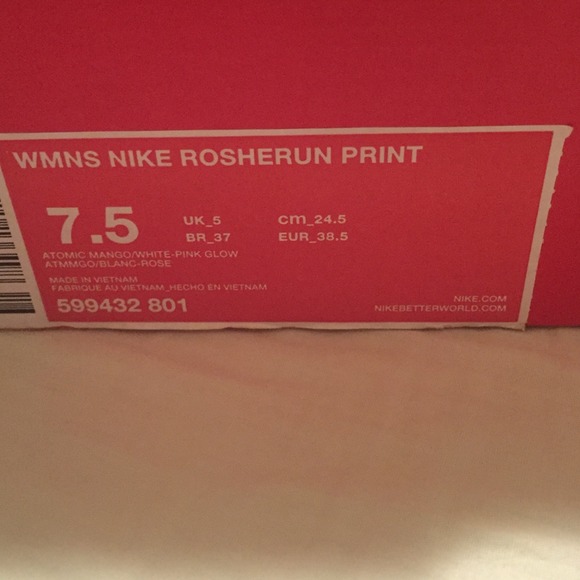 WMNS NIKE ROSHERUN PRINT
7.5 UK_5 cm_24.5
BR_37 EUR_38.5
ATOMIC MANGO/WHITE-PINK GLOW
ATMMGO/BLANC-ROSE
MADE IN VIETNAM
FABRIQUE AU VIETNAM_HECHO EN VIETNAM
599432 801
NIKE.COM
NIKEBETTERWORLD.COM